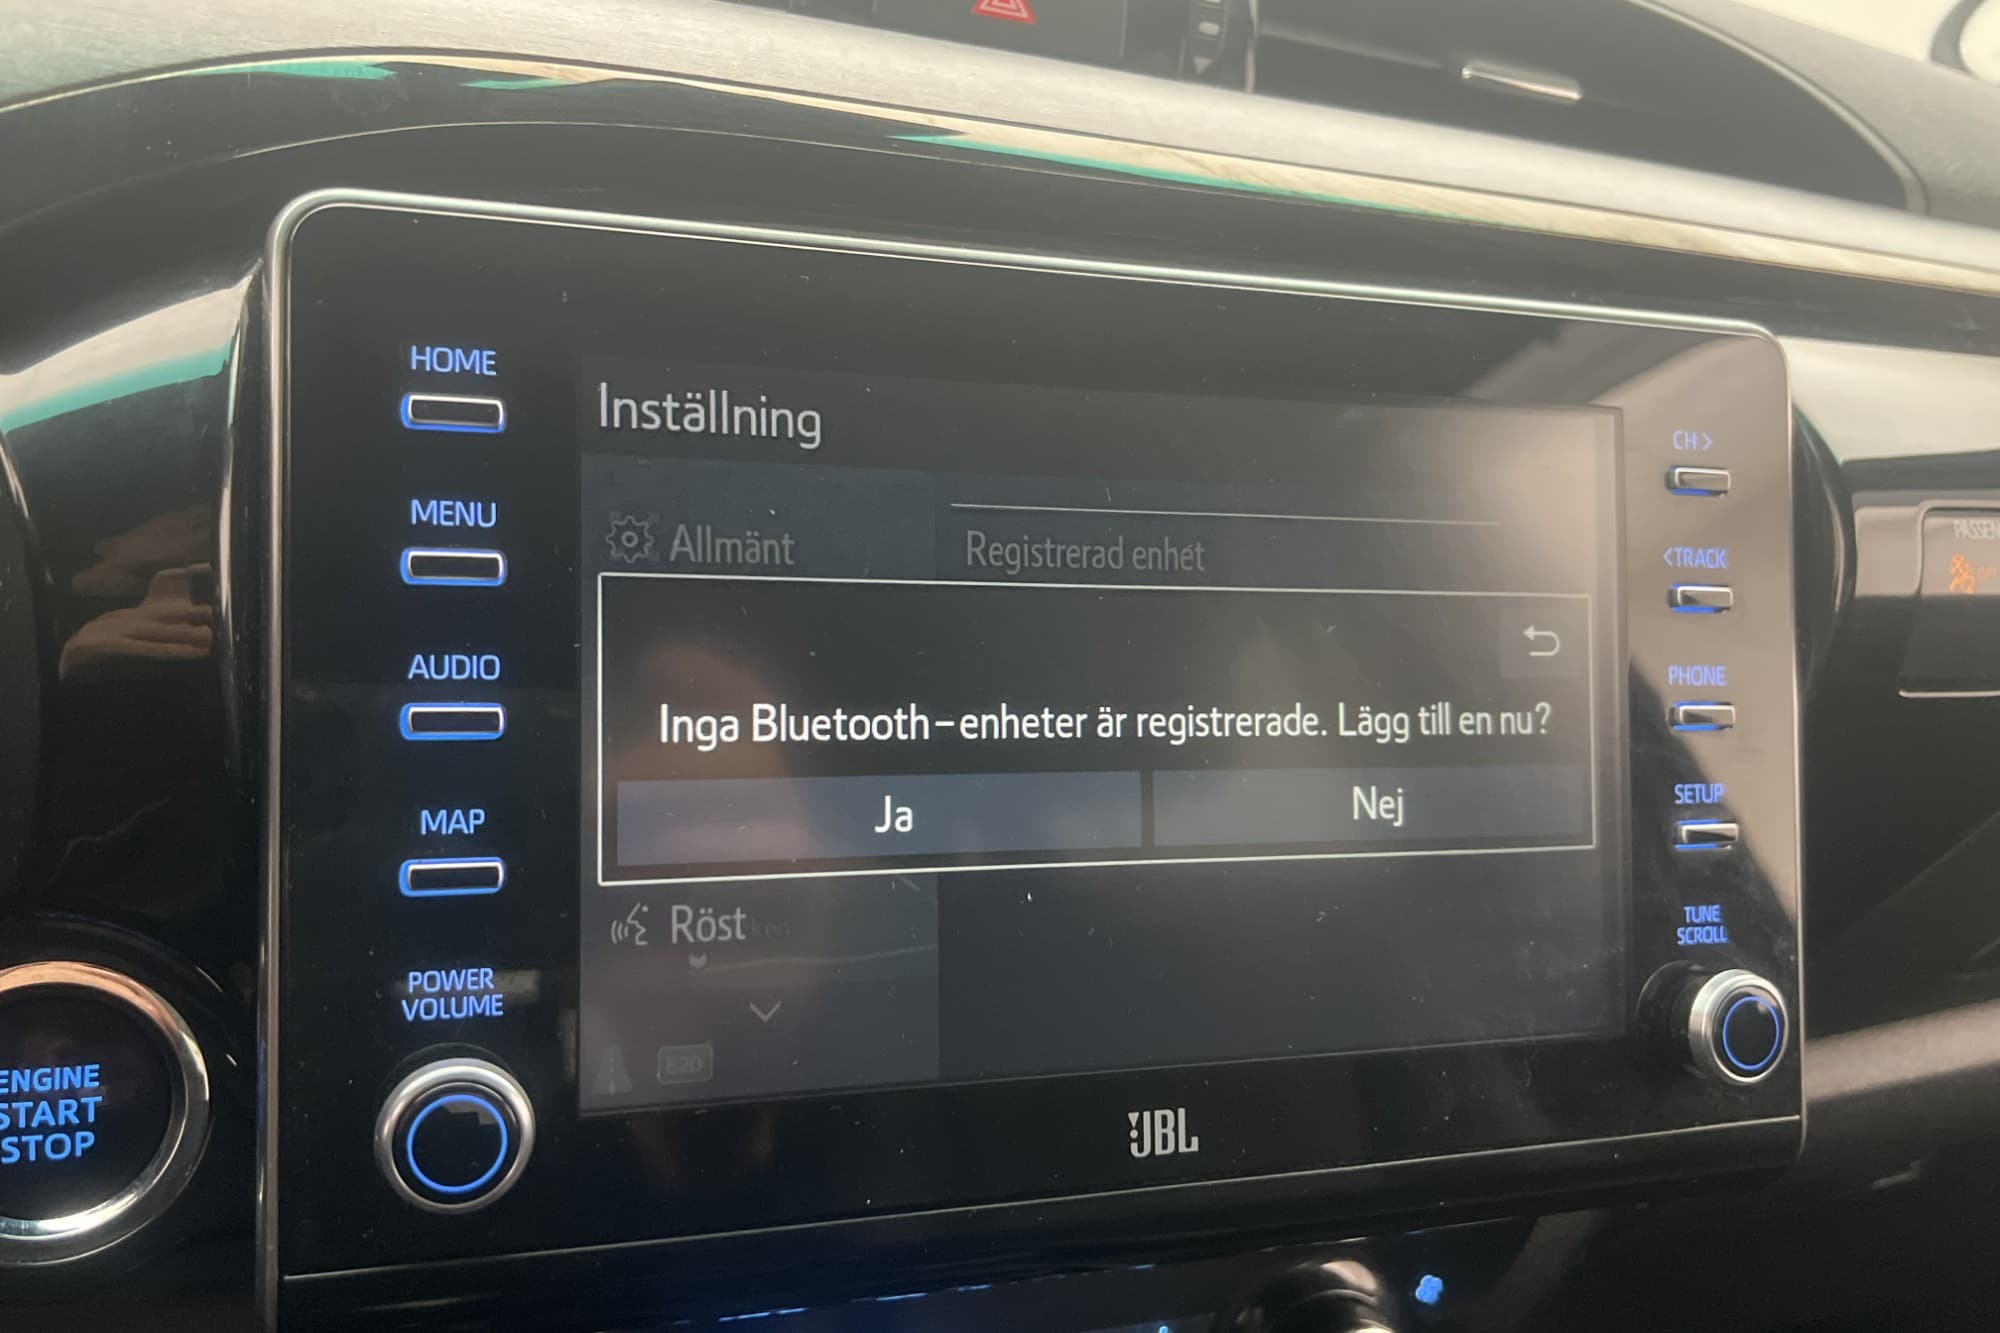 HOME
MENU
AUDIO
MAP
POWER
VOLUME
ENGINE
START
STOP
Inställning
Allmänt
Registrerad enhet
Inga Bluetooth-enheter är registrerade. Lägg till en nu?
Ja
Nej
Röst
E20
JBL
CH>
<TRACK
PHONE
SETUP
TUNE
SCROLL